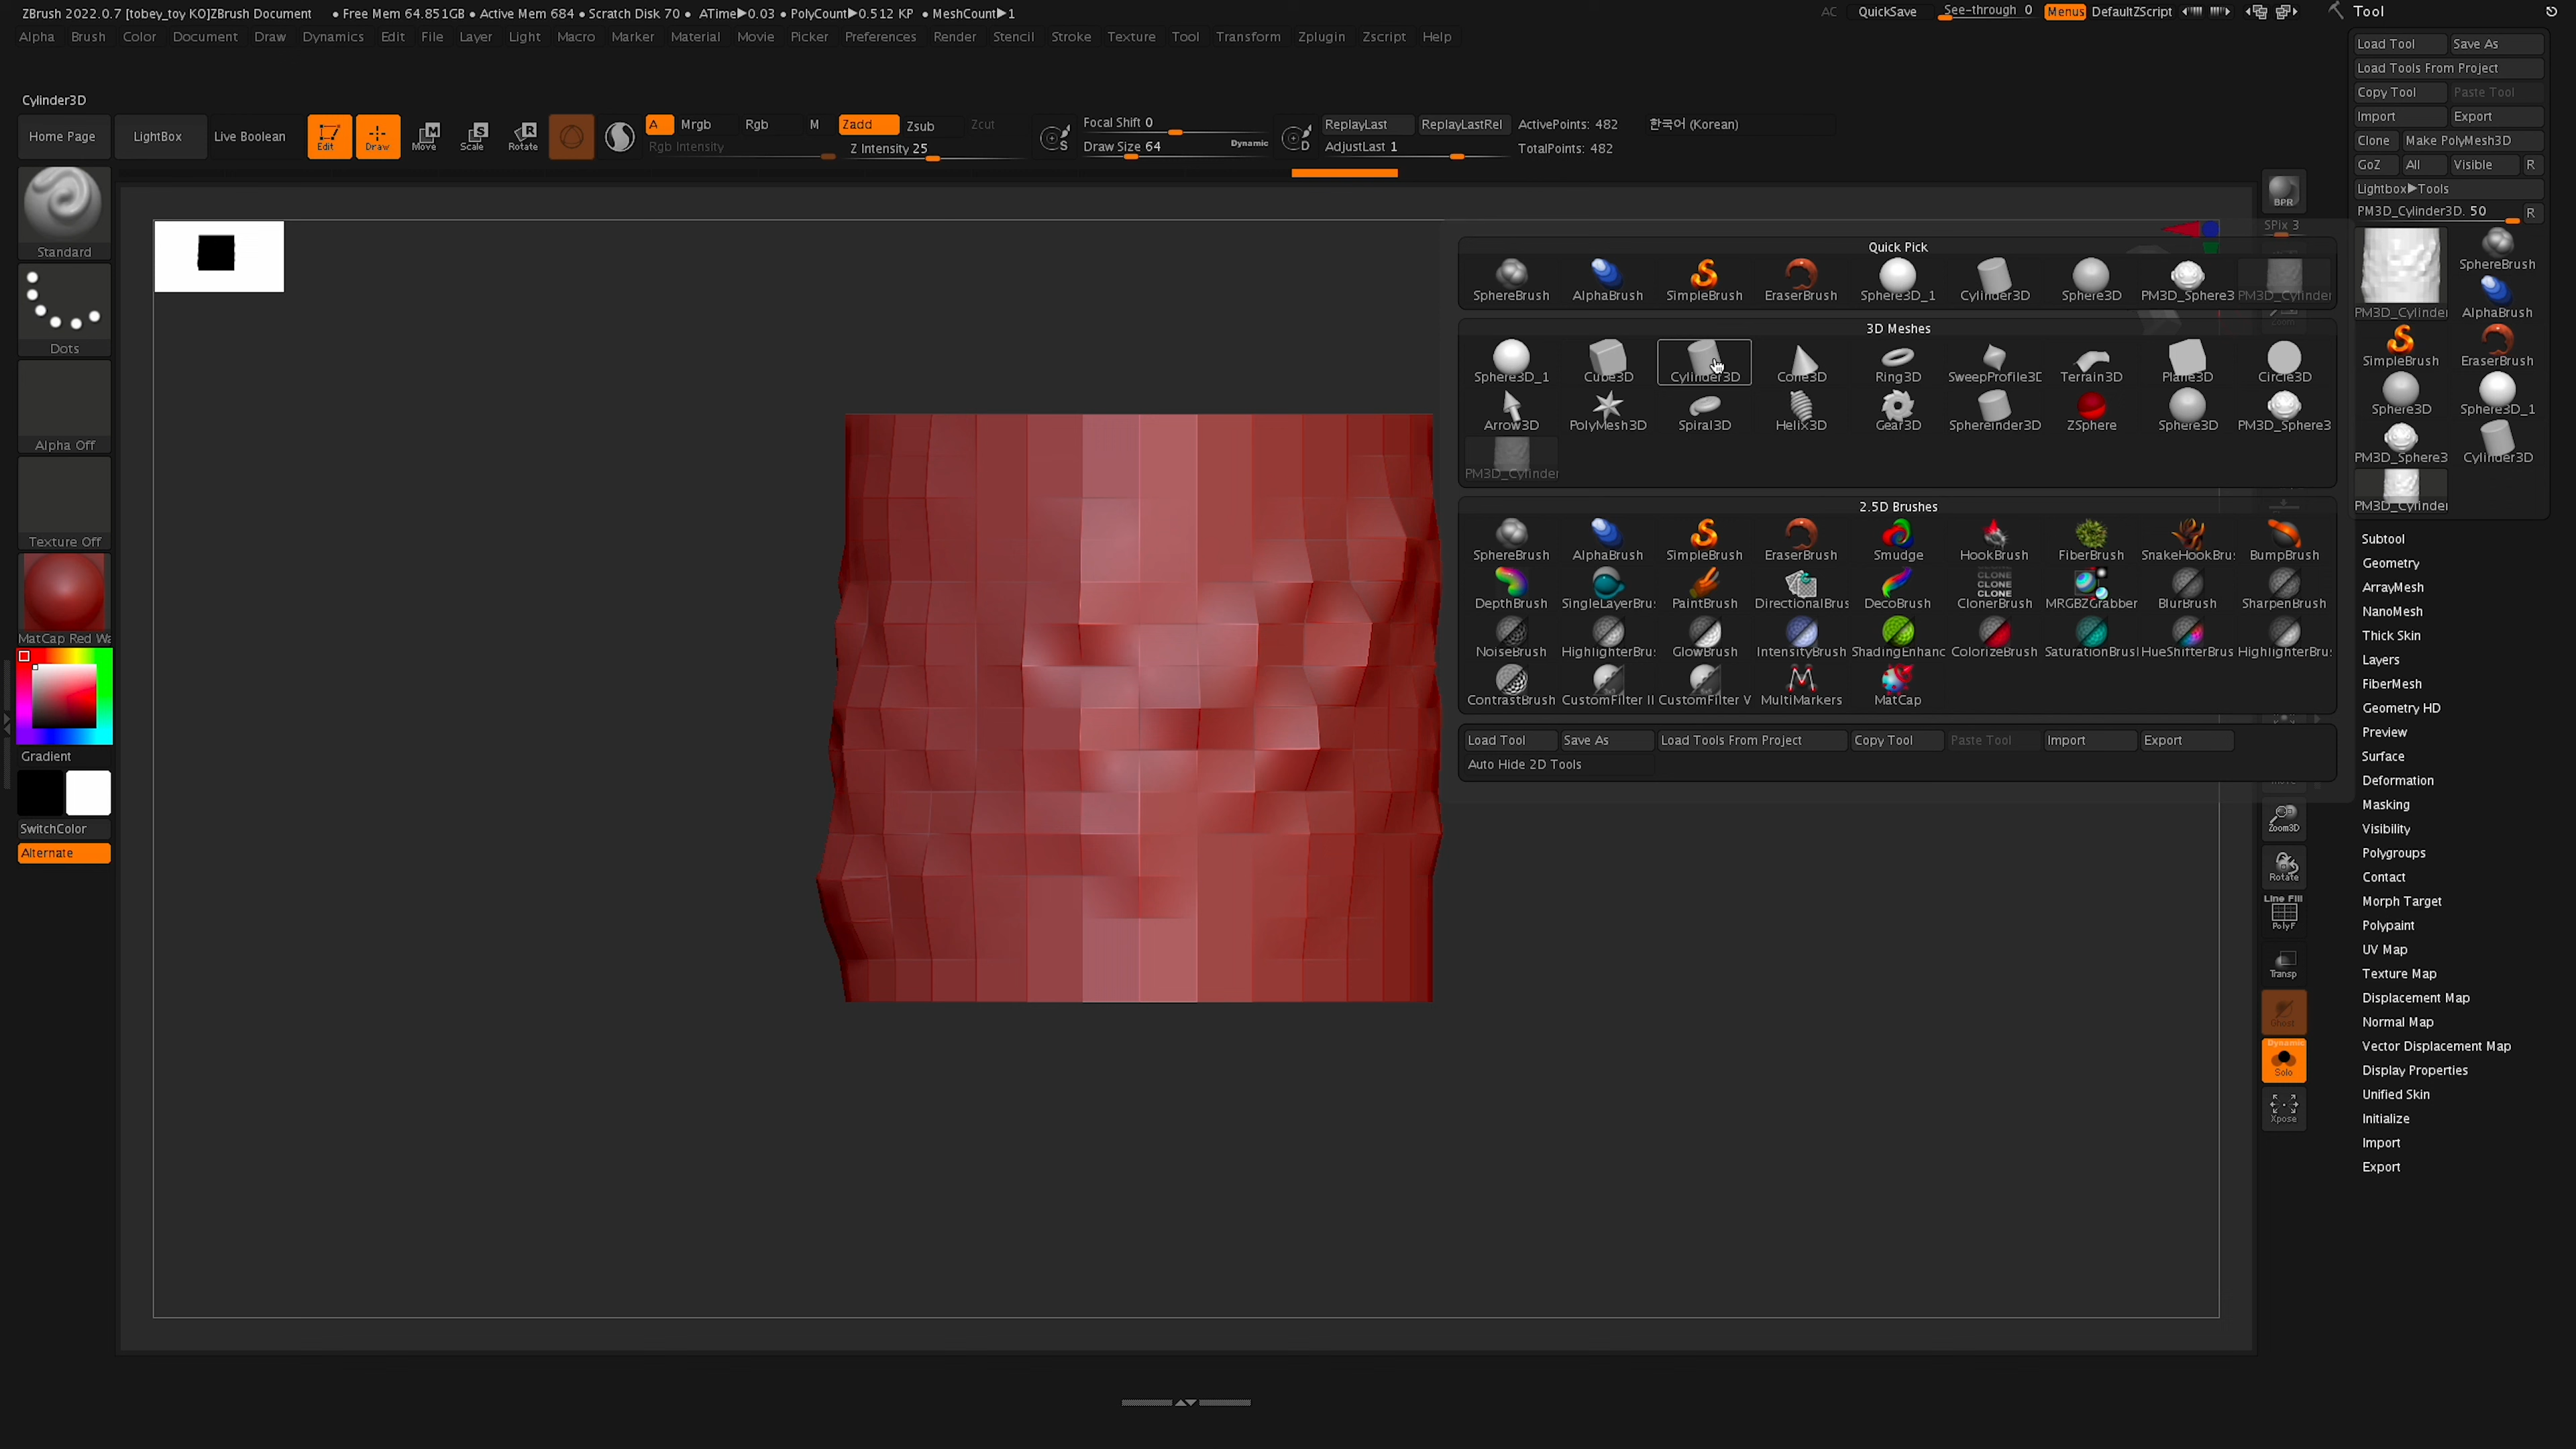 ZBrush 2022.0.7 [tobey_toy KO]ZBrush Document • Free Mem 64.851GB • Active Mem 684 • Scratch Disk 70 • ATime▶0.03 • PolyCount▶0.512 KP • MeshCount▶1
AC QuickSave See-through 0 Menus DefaultZScript
Tool
Alpha Brush Color Document Draw Dynamics Edit File Layer Light Macro Marker Material Movie Picker Preferences Render Stencil Stroke Texture Tool Transform Zplugin Zscript Help
Load Tool Save As
Load Tools From Project
Copy Tool Paste Tool
Import Export
Clone Make PolyMesh3D
GoZ All Visible R
Lightbox▶Tools
PM3D_Cylinder3D. 50 R
Cylinder3D
Home Page LightBox Live Boolean
Edit Draw Move Scale Rotate
A Mrgb Rgb M Zadd Zsub Zcut
Rgb Intensity Z Intensity 25
S Focal Shift 0
Draw Size 64 Dynamic
D ReplayLast ReplayLastRel ActivePoints: 482 한국어 (Korean)
AdjustLast 1 TotalPoints: 482
Standard
Dots
Alpha Off
Texture Off
MatCap Red Wa
Gradient
SwitchColor
Alternate
Quick Pick
SphereBrush AlphaBrush SimpleBrush EraserBrush Sphere3D_1 Cylinder3D Sphere3D PM3D_Sphere3 PM3D_Cylinder
3D Meshes
Sphere3D_1 Cube3D Cylinder3D Cone3D Ring3D SweepProfile3D Terrain3D Plane3D Circle3D
Arrow3D PolyMesh3D Spiral3D Helix3D Gear3D Sphereinder3D ZSphere Sphere3D PM3D_Sphere3
PM3D_Cylinder
2.5D Brushes
SphereBrush AlphaBrush SimpleBrush EraserBrush Smudge HookBrush FiberBrush SnakeHookBru: BumpBrush
DepthBrush SingleLayerBru: PaintBrush DirectionalBrus DecoBrush ClonerBrush MRGBZGrabber BlurBrush SharpenBrush
CLONE
CLONE
CLONE
NoiseBrush HighlighterBru: GlowBrush IntensityBrush ShadingEnhanc ColorizeBrush SaturationBrusl HueShifterBrus HighlighterBru:
ContrastBrush CustomFilter II CustomFilter V MultiMarkers MatCap
Load Tool Save As Load Tools From Project Copy Tool Paste Tool Import Export
Auto Hide 2D Tools
BPR
SPix 3
Zoom
Zoom3D
Rotate
Line Fill
PolyF
Transp
Ghost
Dynamic
Solo
Xpose
PM3D_Cylinder SphereBrush
AlphaBrush
SimpleBrush EraserBrush
Sphere3D Sphere3D_1
PM3D_Sphere3 Cylinder3D
PM3D_Cylinder
Subtool
Geometry
ArrayMesh
NanoMesh
Thick Skin
Layers
FiberMesh
Geometry HD
Preview
Surface
Deformation
Masking
Visibility
Polygroups
Contact
Morph Target
Polypaint
UV Map
Texture Map
Displacement Map
Normal Map
Vector Displacement Map
Display Properties
Unified Skin
Initialize
Import
Export